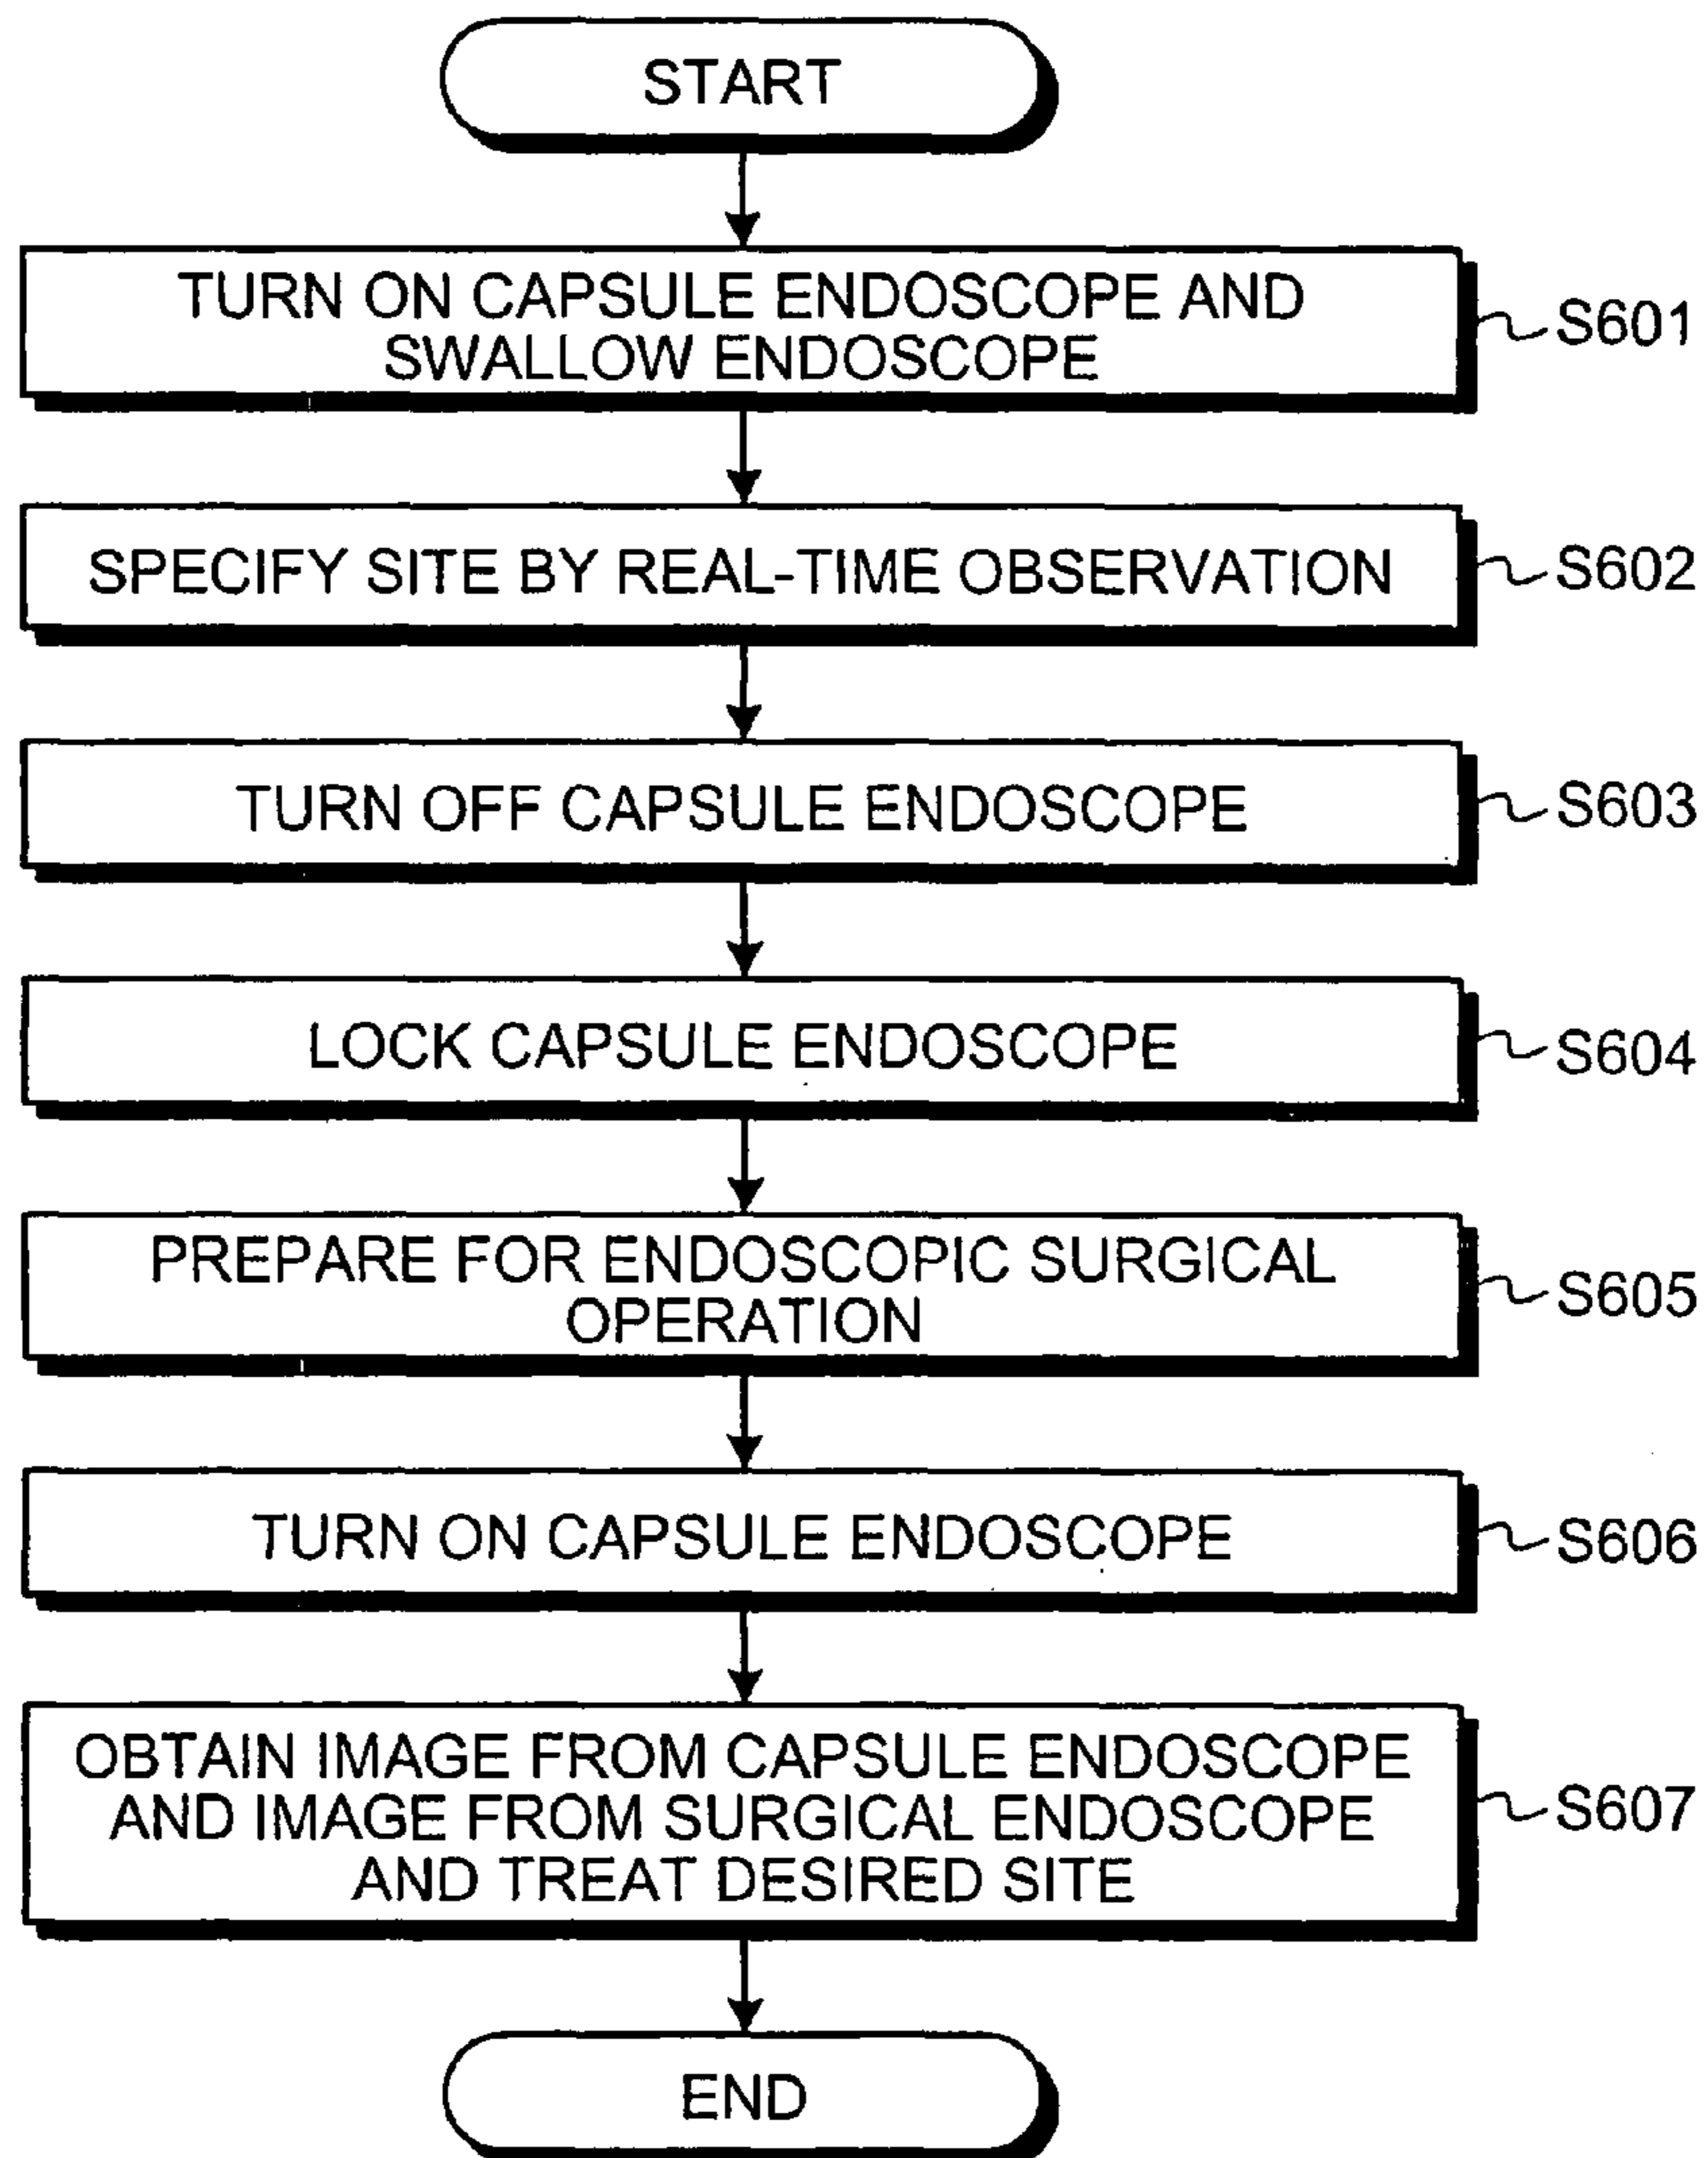 START
TURN ON CAPSULE ENDOSCOPE AND
SWALLOW ENDOSCOPE
S601
SPECIFY SITE BY REAL-TIME OBSERVATION
S602
TURN OFF CAPSULE ENDOSCOPE
S603
LOCK CAPSULE ENDOSCOPE
S604
PREPARE FOR ENDOSCOPIC SURGICAL
OPERATION
S605
TURN ON CAPSULE ENDOSCOPE
S606
OBTAIN IMAGE FROM CAPSULE ENDOSCOPE
AND IMAGE FROM SURGICAL ENDOSCOPE
AND TREAT DESIRED SITE
S607
END